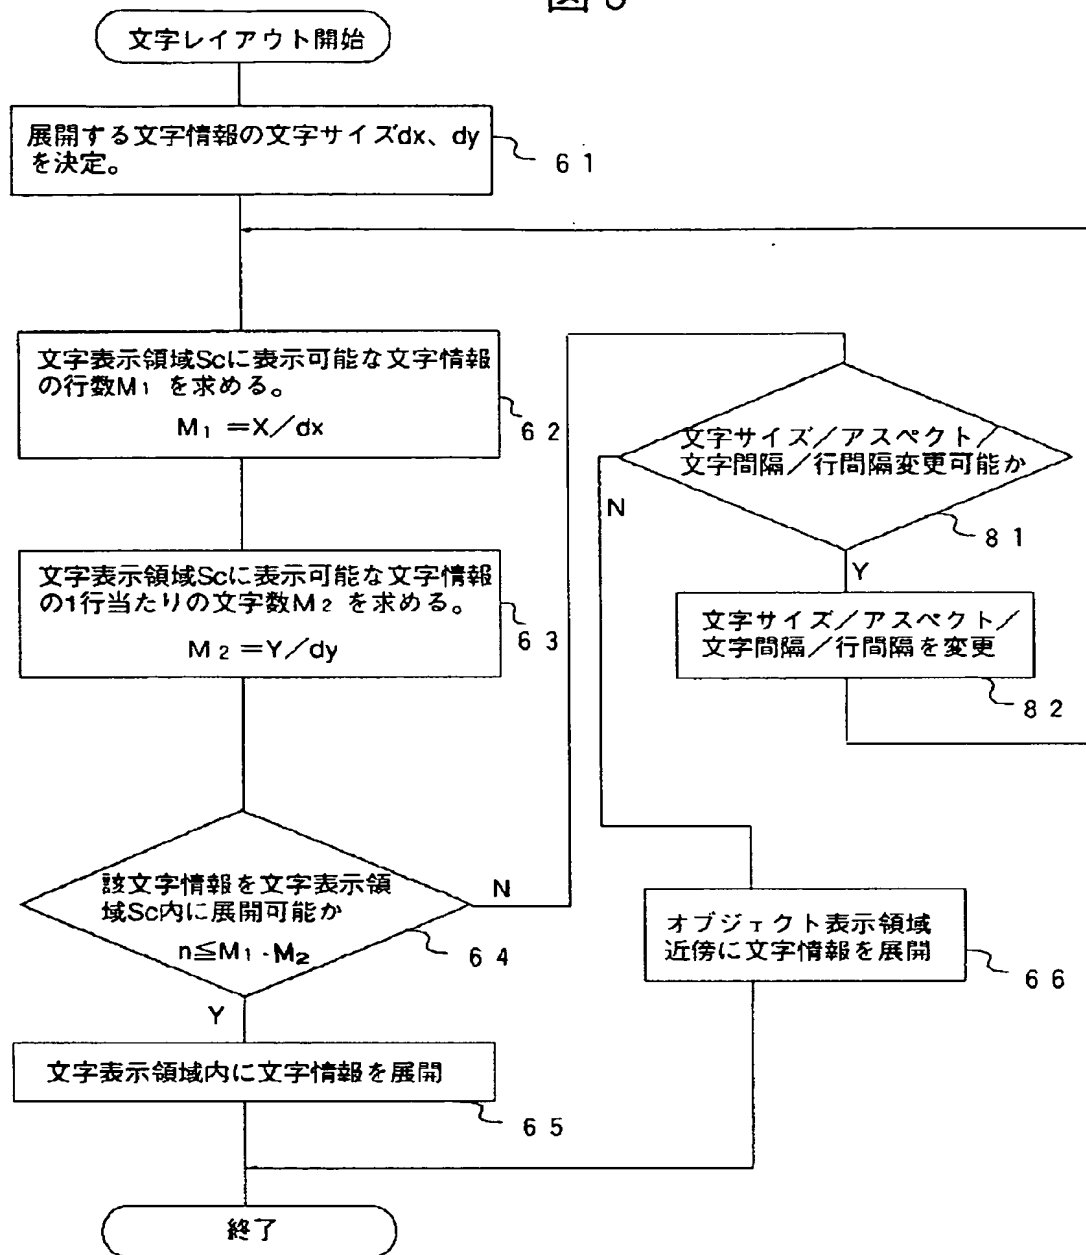 文字レイアウト開始
展開する文字情報の文字サイズdx、dy
を決定。
61
文字表示領域Scに表示可能な文字情報
の行数M₁ を求める。
M₁ =X/dx
62
文字表示領域Scに表示可能な文字情報
の1行当たりの文字数M₂ を求める。
M₂ =Y/dy
63
該文字情報を文字表示領
域Sc内に展開可能か
n≦M₁・M₂
64
N
Y
文字表示領域内に文字情報を展開
65
終了
文字サイズ/アスペクト/
文字間隔/行間隔変更可能か
81
N
Y
文字サイズ/アスペクト/
文字間隔/行間隔を変更
82
オブジェクト表示領域
近傍に文字情報を展開
66